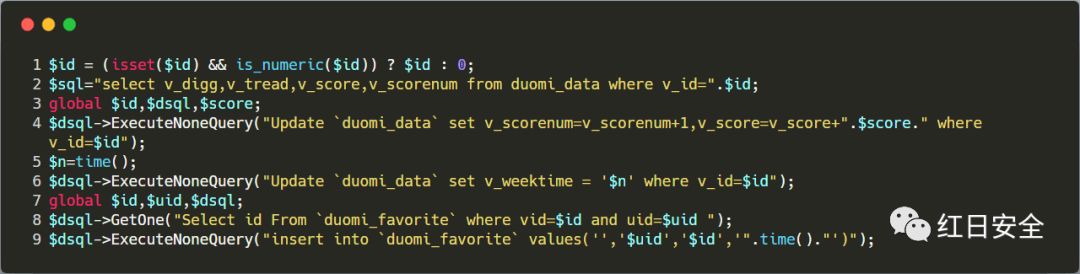 1 $id = (isset($id) && is_numeric($id)) ? $id : 0;
2 $sql="select v_digg,v_tread,v_score,v_scorenum from duomi_data where v_id=".$id;
3 global $id,$dsql,$score;
4 $dsql->ExecuteNoneQuery("Update `duomi_data` set v_scorenum=v_scorenum+1,v_score=v_score+".$score." where
v_id=$id");
5 $n=time();
6 $dsql->ExecuteNoneQuery("Update `duomi_data` set v_weektime = '$n' where v_id=$id");
7 global $id,$uid,$dsql;
8 $dsql->GetOne("Select id From `duomi_favorite` where vid=$id and uid=$uid ");
9 $dsql->ExecuteNoneQuery("insert into `duomi_favorite` values('','$uid','$id','".time()."')");
红日安全